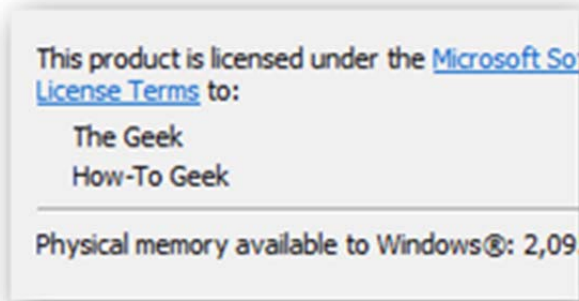 This product is licensed under the Microsoft
License Terms to:
The Geek
How-To Geek
Physical memory available to Windows®: 2,09